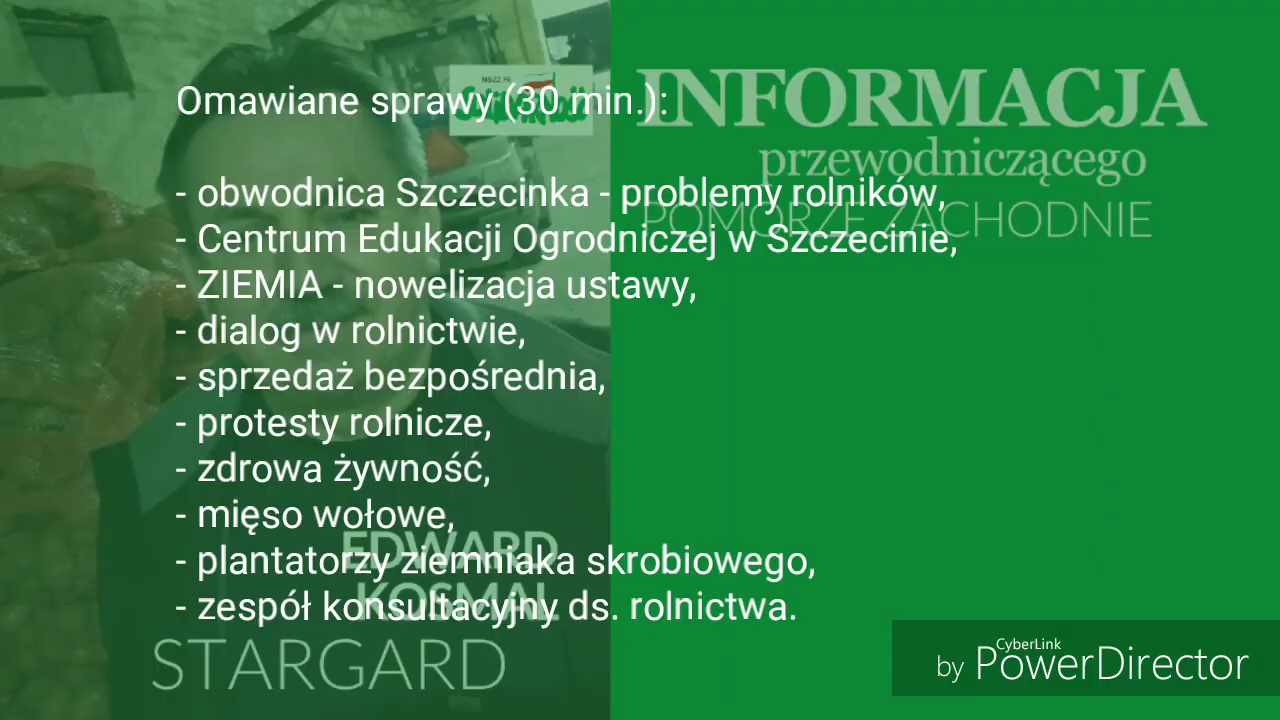 Omawiane sprawy (30 min.):
- obwodnica Szczecinka - problemy rolników,
- Centrum Edukacji Ogrodniczej w Szczecinie,
- ZIEMIA - nowelizacja ustawy,
- dialog w rolnictwie,
- sprzedaż bezpośrednia,
- protesty rolnicze,
- zdrowa żywność,
- mięso wołowe,
- plantatorzy ziemniaka skrobiowego,
- zespół konsultacyjny ds. rolnictwa.
NSZZ RI
INFORMACJA
przewodniczącego
POMORZE ZACHODNIE
EDWARD
KOSMAL
STARGARD
CyberLink
by PowerDirector